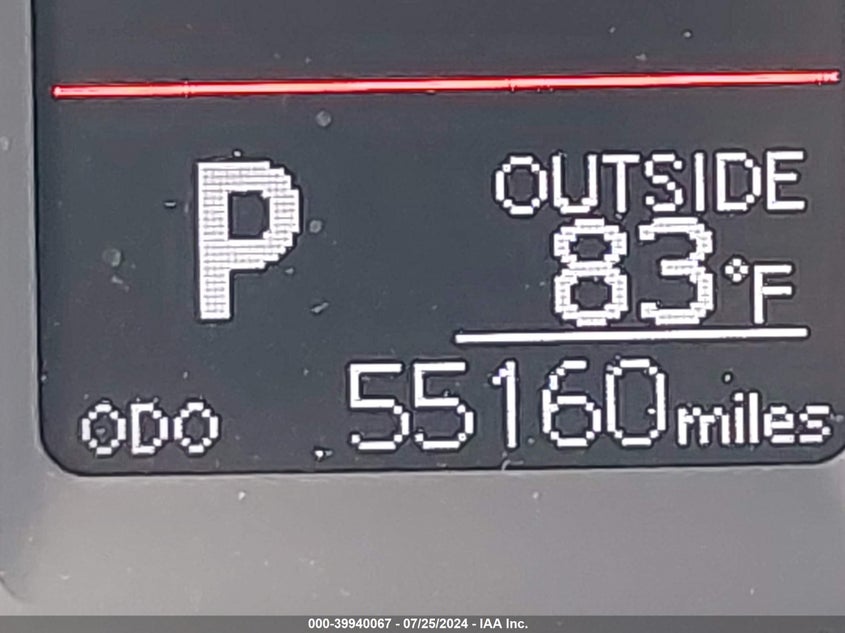 P
OUTSIDE
83°F
ODO 55160 miles
000-39940067 - 07/25/2024 - IAA Inc.